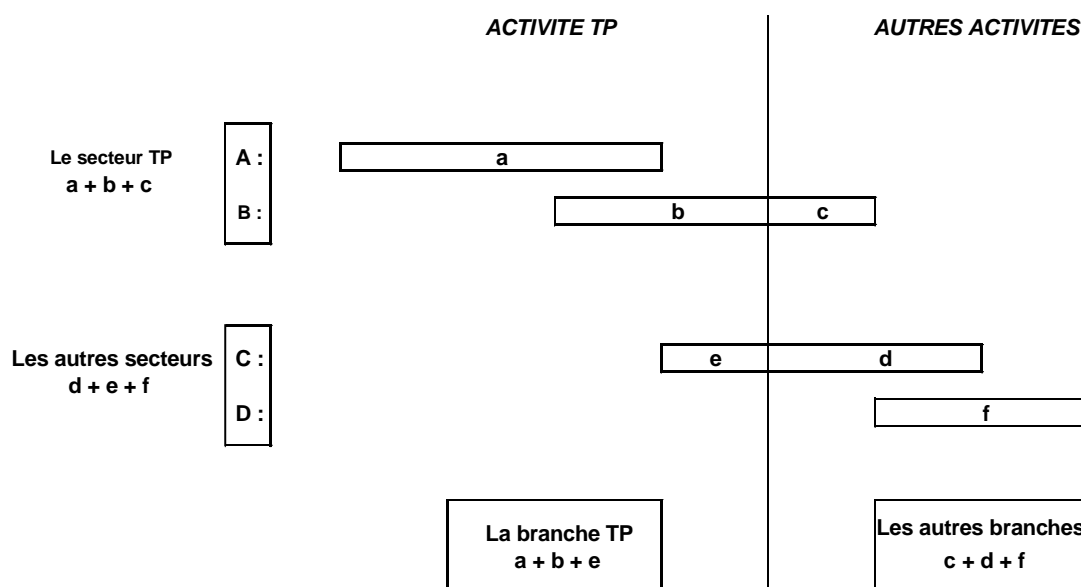 ACTIVITE TP
AUTRES ACTIVITES
Le secteur TP
a + b + c
A :
a
B :
b
c
Les autres secteurs
d + e + f
C :
e
d
D :
f
La branche TP
a + b + e
Les autres branches
c + d + f